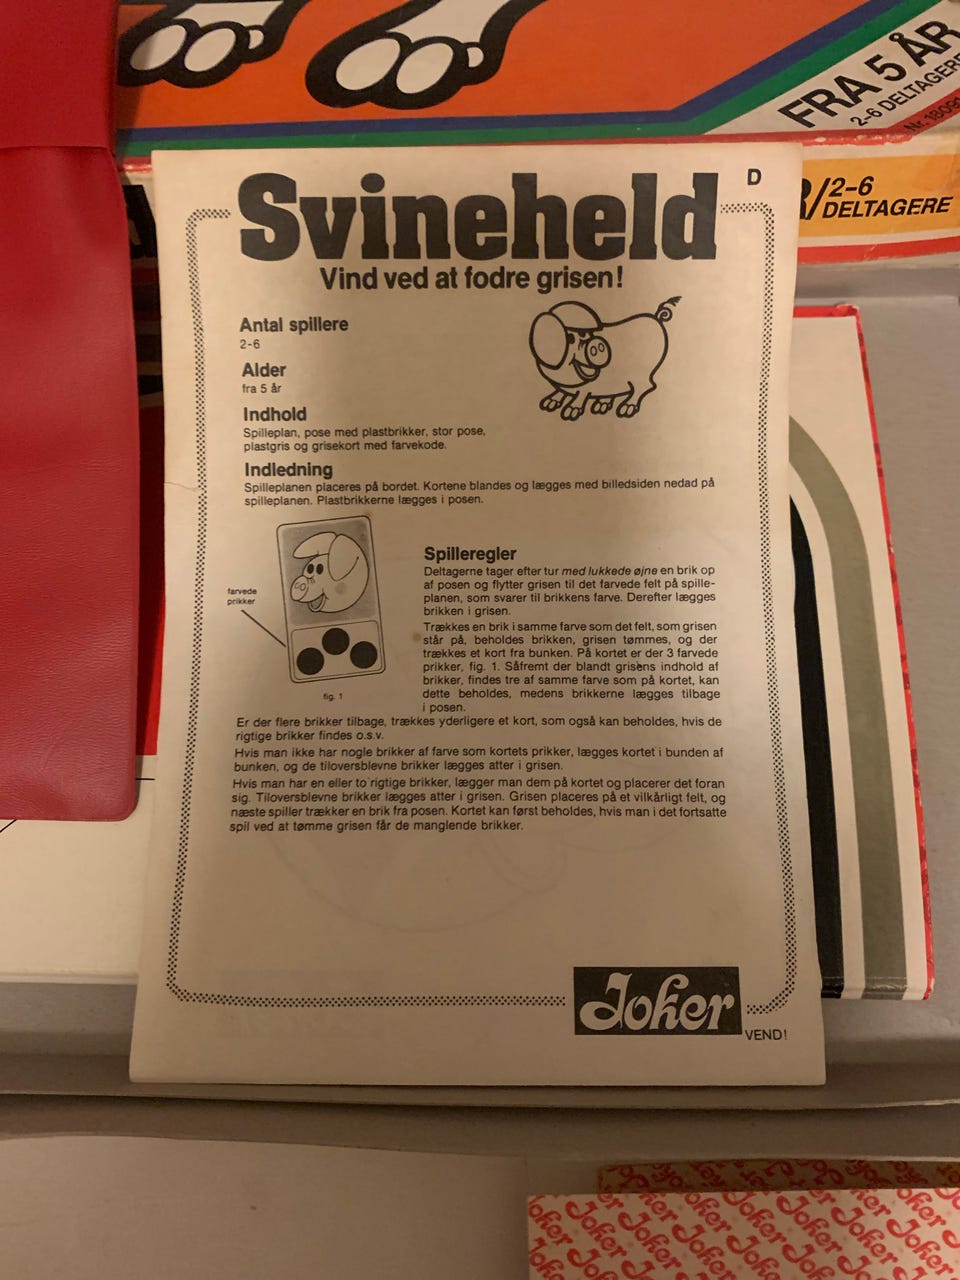 FRA 5 ÅR
2-6 DELTAGERE
2-6
DELTAGERE
D
Svineheld
Vind ved at fodre grisen!
Antal spillere
2-6
Alder
fra 5 år
Indhold
Spilleplan, pose med plastbrikker, stor pose,
plastgris og grisekort med farvekode.
Indledning
Spilleplanen placeres på bordet. Kortene blandes og lægges med billedsiden nedad på
spilleplanen. Plastbrikkerne lægges i posen.
farvede
prikker
fig. 1
Spilleregler
Deltagerne tager efter tur med lukkede øjne en brik op
af posen og flytter grisen til det farvede felt på spille-
planen, som svarer til brikkens farve. Derefter lægges
brikken i grisen.
Trækkes en brik i samme farve som det felt, som grisen
står på, beholdes brikken, grisen tømmes, og der
trækkes et kort fra bunken. På kortet er der 3 farvede
prikker, fig. 1. Såfremt der blandt grisens indhold af
brikker, findes tre af samme farve som på kortet, kan
dette beholdes, medens brikkerne lægges tilbage
i posen.
Er der flere brikker tilbage, trækkes yderligere et kort, som også kan beholdes, hvis de
rigtige brikker findes o.s.v.
Hvis man ikke har nogle brikker af farve som kortets prikker, lægges kortet i bunden af
bunken, og de tiloversblevne brikker lægges atter i grisen.
Hvis man har en eller to rigtige brikker, lægger man dem på kortet og placerer det foran
sig. Tiloversblevne brikker lægges atter i grisen. Grisen placeres på et vilkårligt felt, og
næste spiller trækker en brik fra posen. Kortet kan først beholdes, hvis man i det fortsatte
spil ved at tømme grisen får de manglende brikker.
Joker
VEND!
Joker